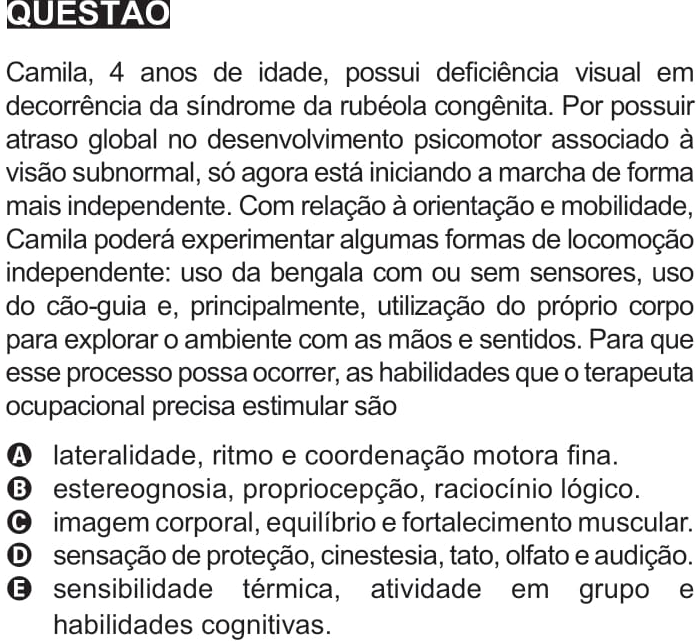 QUESTÃO
Camila, 4 anos de idade, possui deficiência visual em
decorrência da síndrome da rubéola congênita. Por possuir
atraso global no desenvolvimento psicomotor associado à
visão subnormal, só agora está iniciando a marcha de forma
mais independente. Com relação à orientação e mobilidade,
Camila poderá experimentar algumas formas de locomoção
independente: uso da bengala com ou sem sensores, uso
do cão-guia e, principalmente, utilização do próprio corpo
para explorar o ambiente com as mãos e sentidos. Para que
esse processo possa ocorrer, as habilidades que o terapeuta
ocupacional precisa estimular são
A lateralidade, ritmo e coordenação motora fina.
B estereognosia, propriocepção, raciocínio lógico.
C imagem corporal, equilíbrio e fortalecimento muscular.
D sensação de proteção, cinestesia, tato, olfato e audição.
E sensibilidade térmica, atividade em grupo e
habilidades cognitivas.